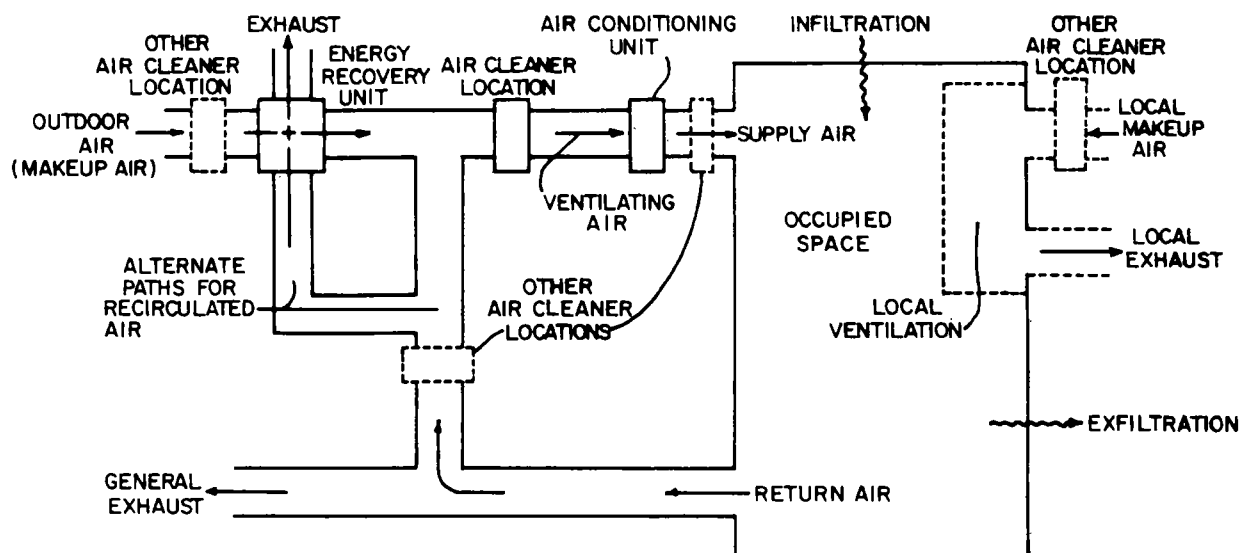 EXHAUST
OTHER
AIR CLEANER
LOCATION
ENERGY
RECOVERY
UNIT
AIR CLEANER
LOCATION
AIR CONDITIONING
UNIT
INFILTRATION
OTHER
AIR CLEANER
LOCATION
OUTDOOR
AIR
(MAKEUP AIR)
SUPPLY AIR
LOCAL
MAKEUP
AIR
VENTILATING
AIR
OCCUPIED
SPACE
LOCAL
EXHAUST
ALTERNATE
PATHS FOR
RECIRCULATED
AIR
OTHER
AIR CLEANER
LOCATIONS
LOCAL
VENTILATION
EXFILTRATION
GENERAL
EXHAUST
RETURN AIR